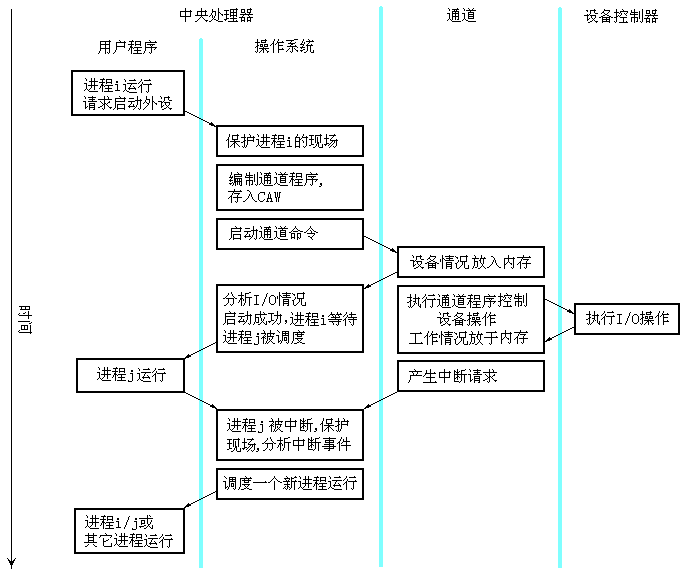 中央处理器
通道
设备控制器
用户程序
操作系统
进程i运行
请求启动外设
保护进程i的现场
编制通道程序,
存入CAW
启动通道命令
设备情况放入内存
分析I/O情况
启动成功,进程i等待
进程j被调度
执行通道程序控制
设备操作
工作情况放于内存
执行I/O操作
时间
进程j运行
产生中断请求
进程j被中断,保护
现场,分析中断事件
调度一个新进程运行
进程i/j或
其它进程运行